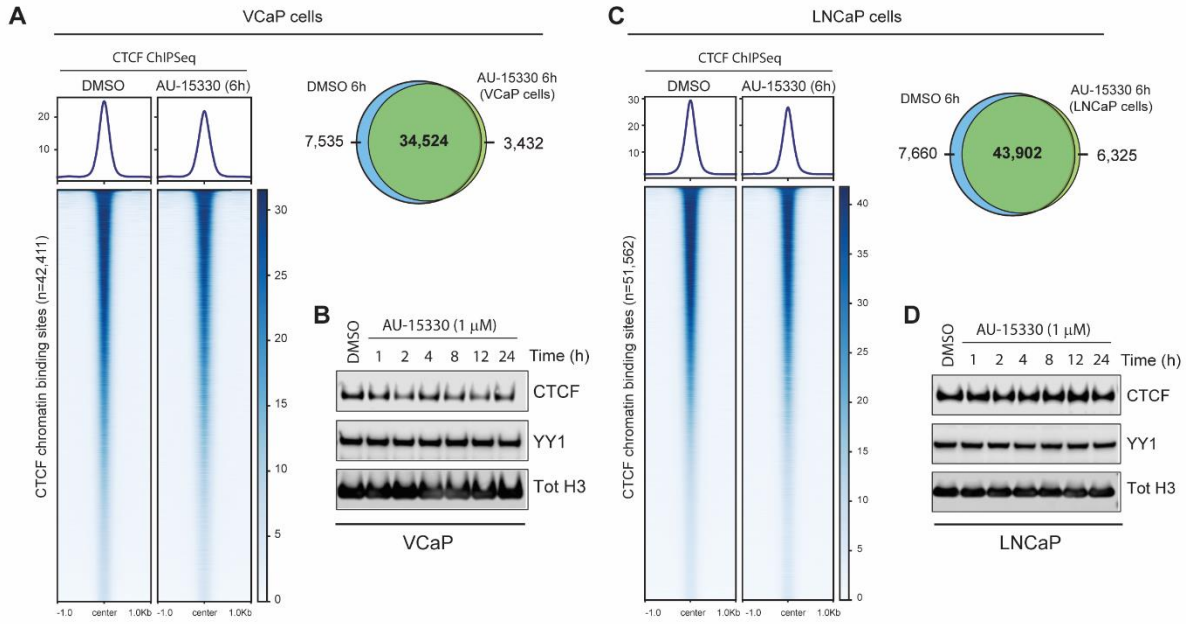 A
VCaP cells
CTCF ChIPSeq
DMSO
AU-15330 (6h)
20
10
CTCF chromatin binding sites (n=42,411)
-1.0 center 1.0Kb
-1.0 center 1.0Kb
30
25
20
15
10
5
0
DMSO 6h
AU-15330 6h
(VCaP cells)
7,535
34,524
3,432
B
DMSO
AU-15330 (1 μM)
1 2 4 8 12 24 Time (h)
CTCF
YY1
Tot H3
VCaP
C
LNCaP cells
CTCF ChIPSeq
DMSO
AU-15330 (6h)
30
20
10
CTCF chromatin binding sites (n=51,562)
-1.0 center 1.0Kb
-1.0 center 1.0Kb
40
35
30
25
20
15
10
5
0
DMSO 6h
AU-15330 6h
(LNCaP cells)
7,660
43,902
6,325
D
DMSO
AU-15330 (1 μM)
1 2 4 8 12 24 Time (h)
CTCF
YY1
Tot H3
LNCaP